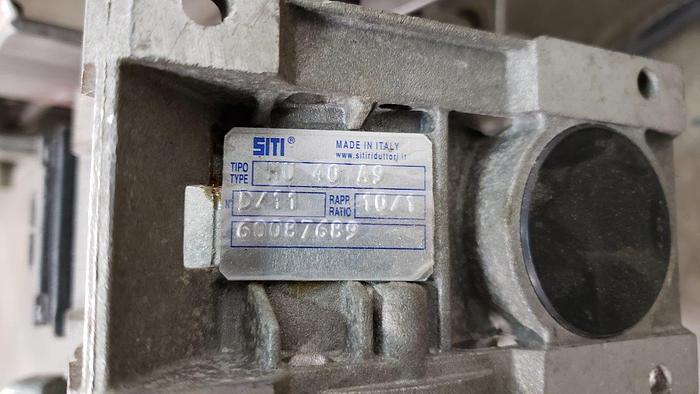 SITI® MADE IN ITALY
www.sitiriduttori.it
TIPO TYPE MU 40 A9
N° D/11 RAPP. RATIO 10/1
60087689